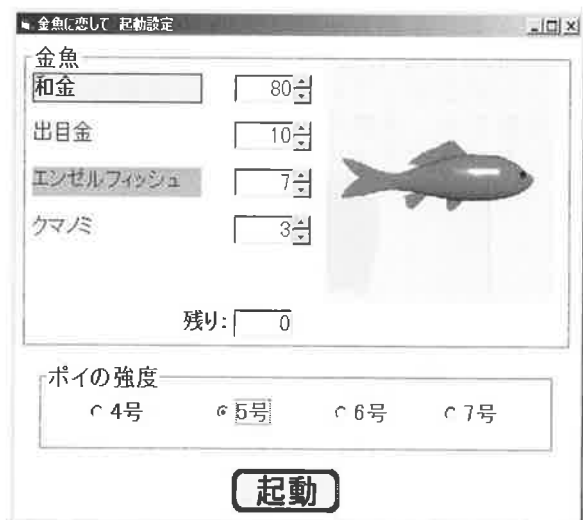 金魚に恋して 起動設定
金魚
和金 80
出目金 10
エンゼルフィッシュ 7
クマノミ 3
残り: 0
ポイの強度
4号 5号 6号 7号
起動